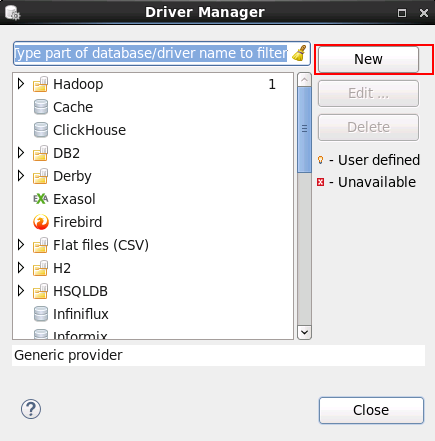 Driver Manager
ype part of database/driver name to filter
New
Hadoop 1
Edit ...
Cache
ClickHouse
Delete
DB2
- User defined
Derby
- Unavailable
EXA Exasol
Firebird
Flat files (CSV)
H2
HSQLDB
Infiniflux
Informix
Generic provider
?
Close